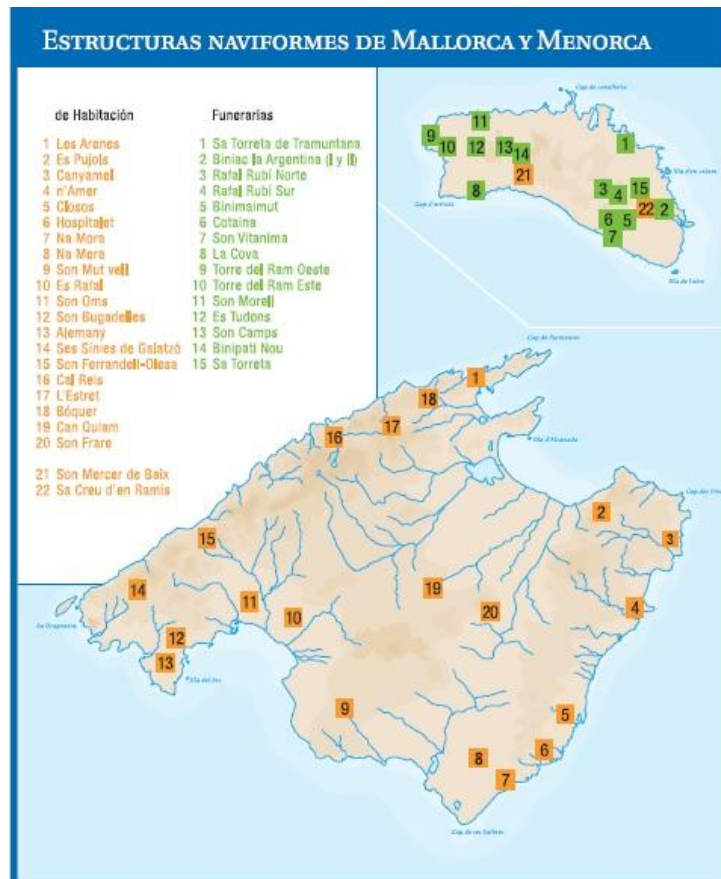 ESTRUCTURAS NAVIFORMES DE MALLORCA Y MENORCA
de Habitación
1 Les Arenes
2 Es Pujols
3 Canyamel
4 n'Amer
5 Closos
6 Hospitalet
7 Na Mora
8 Na Mera
9 Son Mut vell
10 Es Rafal
11 Son Oms
12 Son Bugadelles
13 Alemany
14 Ses Sínies de Galatzó
15 Son Ferrandell-Olesa
16 Cal Reis
17 L'Estret
18 Bóquer
19 Can Quiam
20 Son Frare
21 Son Mercer de Baix
22 Sa Creu d'en Ramis
Funerarias
1 Sa Torreta de Tramuntana
2 Biniac la Argentina (I y II)
3 Rafal Rubí Norte
4 Rafal Rubí Sur
5 Binimaimut
6 Cotaina
7 Son Vitanima
8 La Cova
9 Torre del Ram Oeste
10 Torre del Ram Este
11 Son Morell
12 Es Tudons
13 Son Camps
14 Binipati Nou
15 Sa Torreta
11
9
10
12
13
14
1
21
8
3
4
15
22
2
6
5
7
1
18
17
16
2
3
15
14
11
10
19
20
4
12
13
9
5
6
8
7